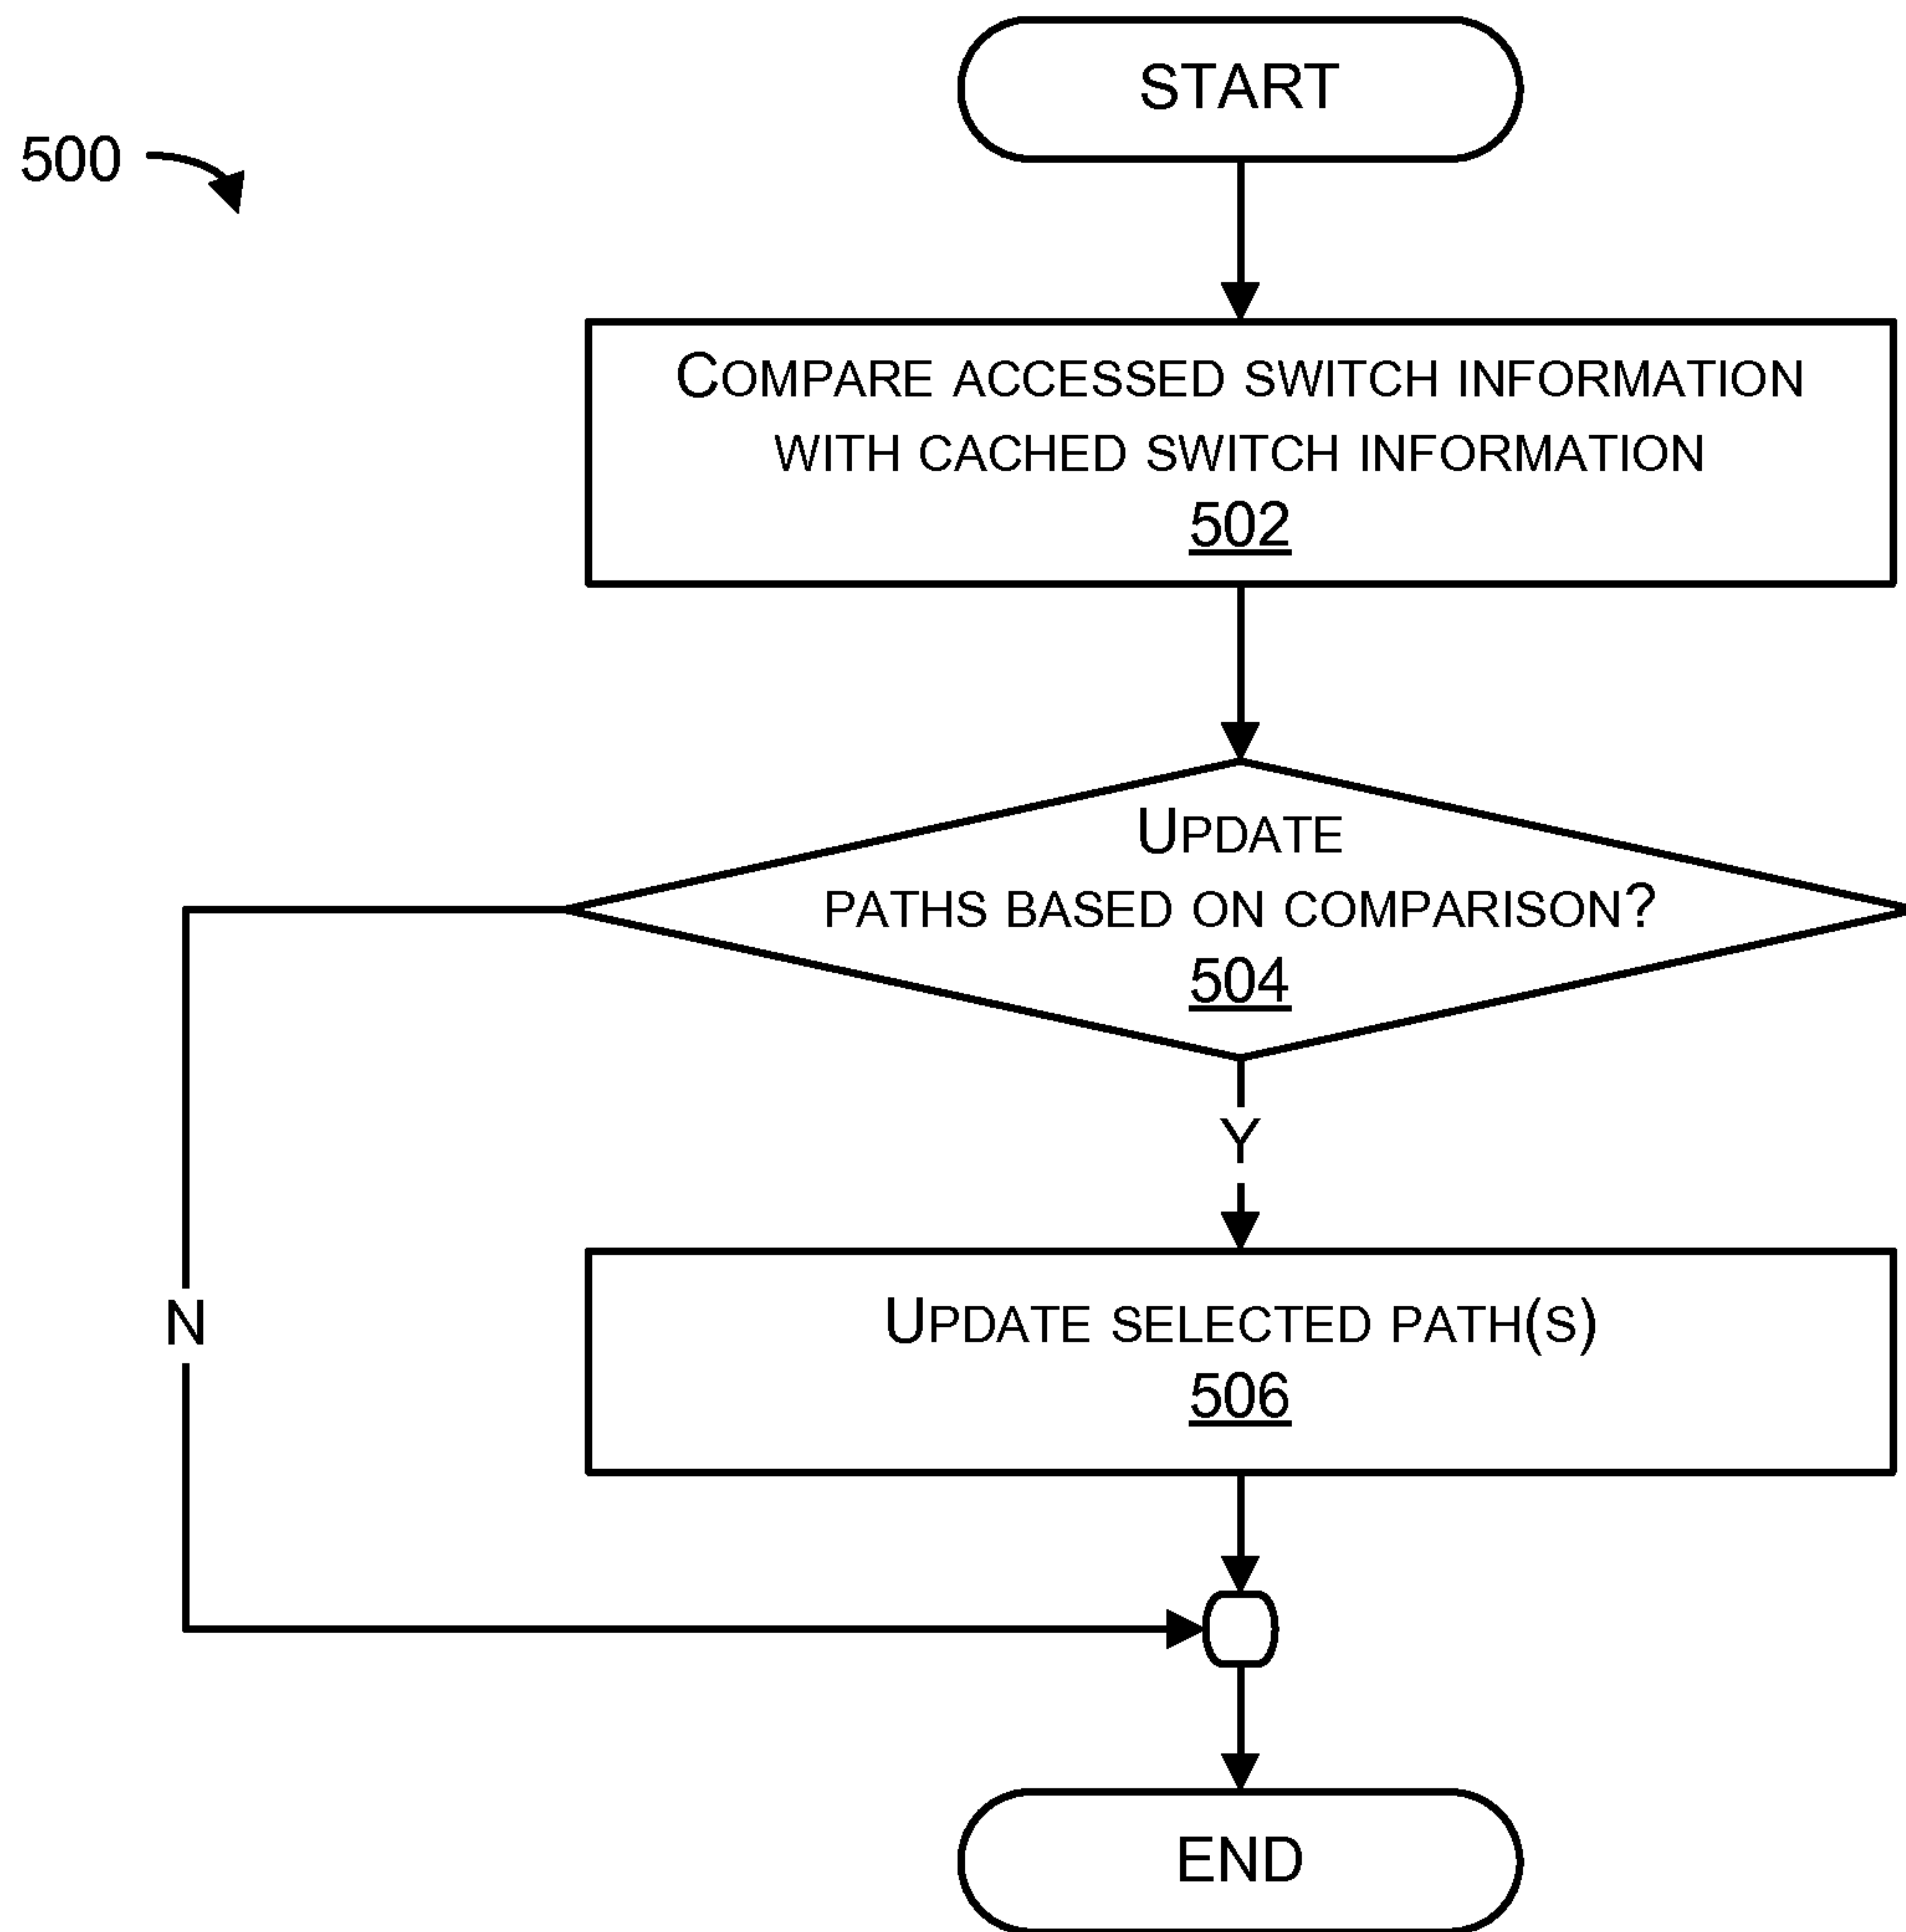 START
500
COMPARE ACCESSED SWITCH INFORMATION
WITH CACHED SWITCH INFORMATION
502
UPDATE
PATHS BASED ON COMPARISON?
504
Y
N
UPDATE SELECTED PATH(S)
506
END